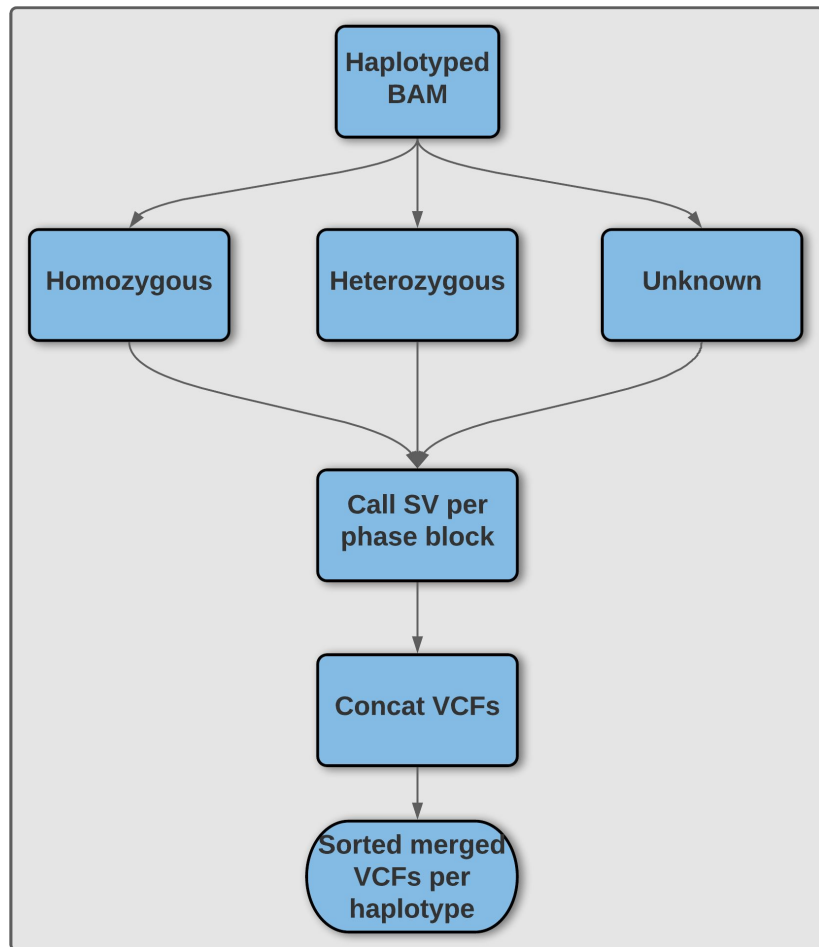 Haplotyped
BAM
Homozygous
Heterozygous
Unknown
Call SV per
phase block
Concat VCFs
Sorted merged
VCFs per
haplotype